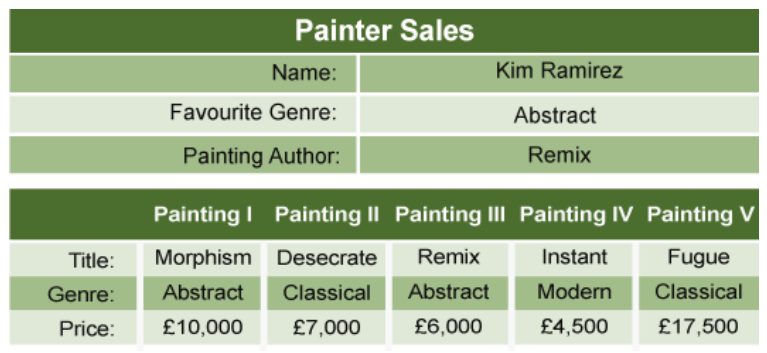 Painter Sales
Name: Kim Ramirez
Favourite Genre: Abstract
Painting Author: Remix
Painting I Painting II Painting III Painting IV Painting V
Title: Morphism Desecrate Remix Instant Fugue
Genre: Abstract Classical Abstract Modern Classical
Price: £10,000 £7,000 £6,000 £4,500 £17,500